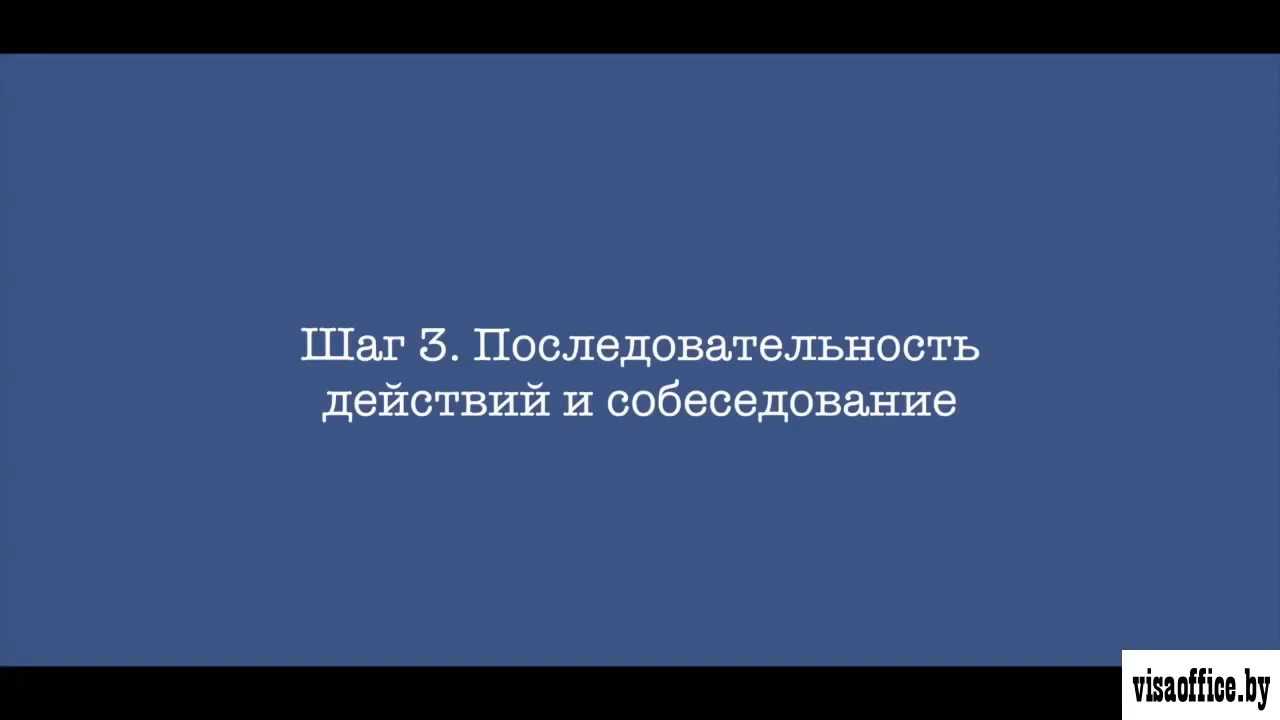 Шаг 3. Последовательность
действий и собеседование
visaoffice.by